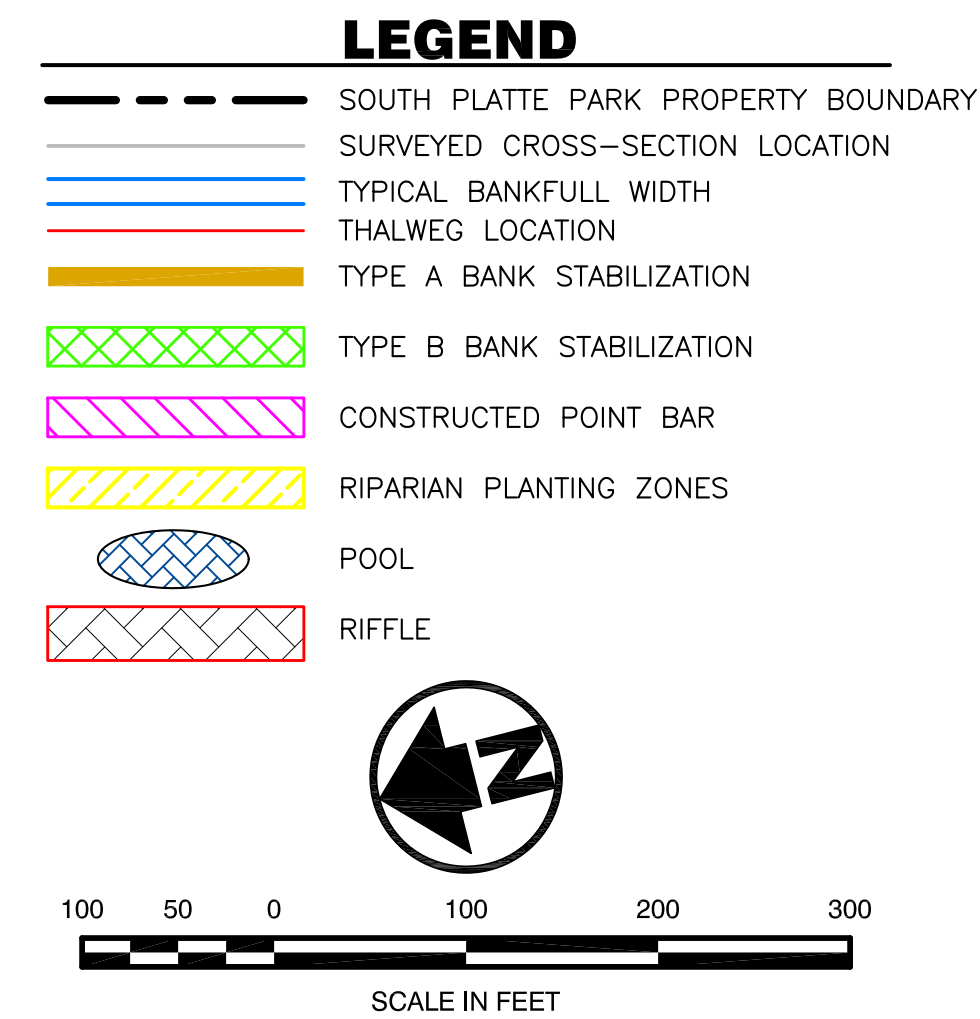 LEGEND
SOUTH PLATTE PARK PROPERTY BOUNDARY
SURVEYED CROSS-SECTION LOCATION
TYPICAL BANKFULL WIDTH
THALWEG LOCATION
TYPE A BANK STABILIZATION
TYPE B BANK STABILIZATION
CONSTRUCTED POINT BAR
RIPARIAN PLANTING ZONES
POOL
RIFFLE
N
100 50 0 100 200 300
SCALE IN FEET